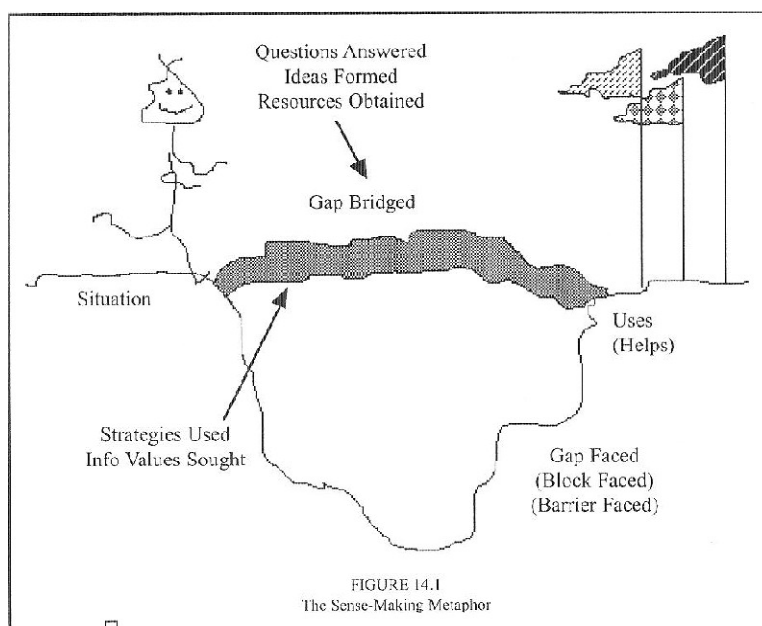 Questions Answered
Ideas Formed
Resources Obtained
Gap Bridged
Situation
Uses
(Helps)
Strategies Used
Info Values Sought
Gap Faced
(Block Faced)
(Barrier Faced)
FIGURE 14.1
The Sense-Making Metaphor